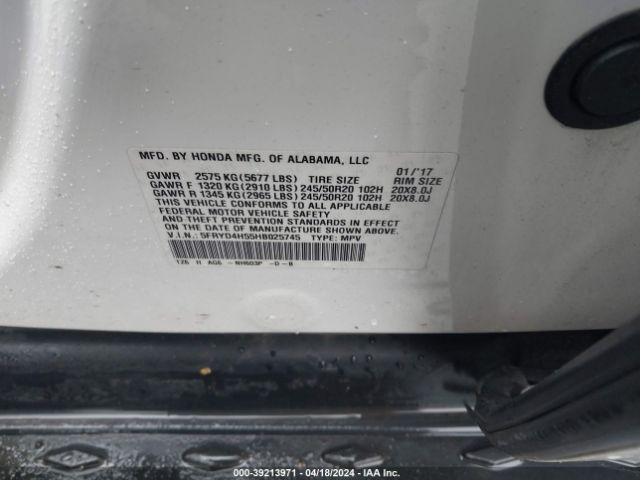 MFD. BY HONDA MFG. OF ALABAMA, LLC 01/'17
GVWR 2575 KG(5677 LBS) TIRE SIZE RIM SIZE
GAWR F 1320 KG(2910 LBS) 245/50R20 102H 20X8.0J
GAWR R 1345 KG(2965 LBS) 245/50R20 102H 20X8.0J
THIS VEHICLE CONFORMS TO ALL APPLICABLE
FEDERAL MOTOR VEHICLE SAFETY
AND THEFT PREVENTION STANDARDS IN EFFECT
ON THE DATE OF MANUFACTURE SHOWN ABOVE.
V.I.N.: 5FRYD4H55HB025745 TYPE: MPV
TZ6 H AG6 - NH603P -D-B
000-39213971 - 04/18/2024 - IAA Inc.